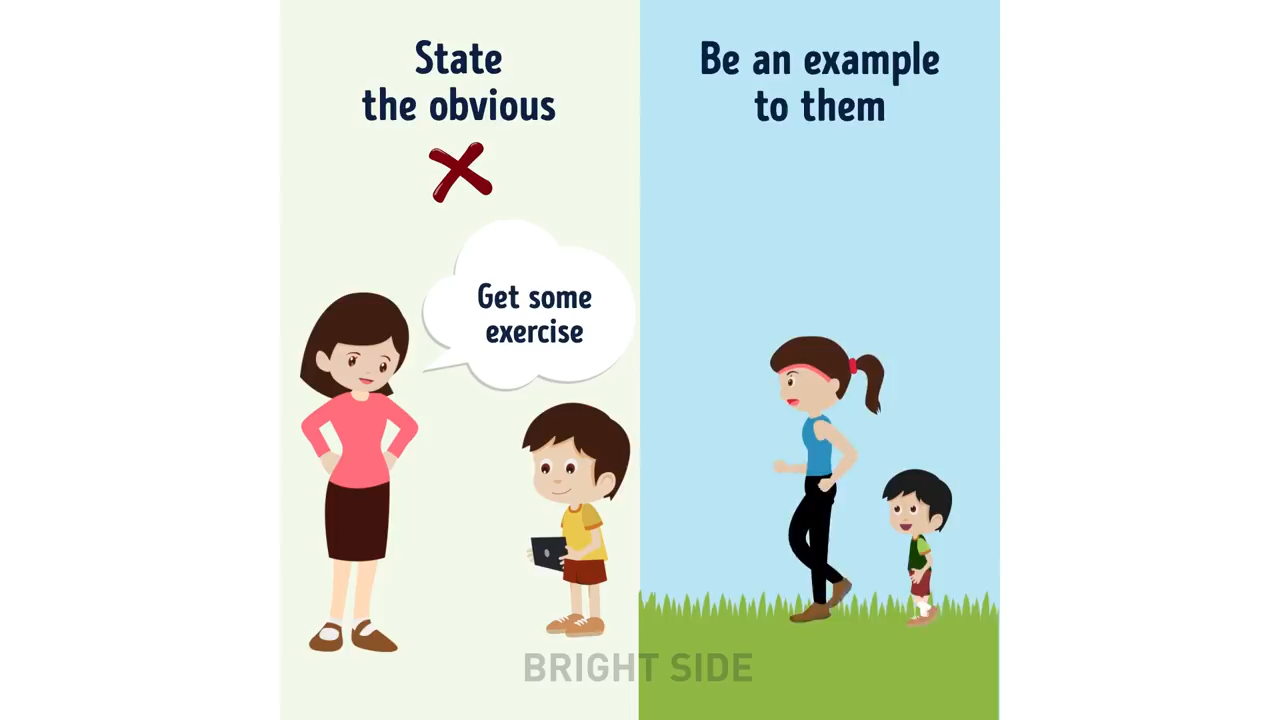 State
the obvious
Get some
exercise
Be an example
to them
BRIGHT SIDE